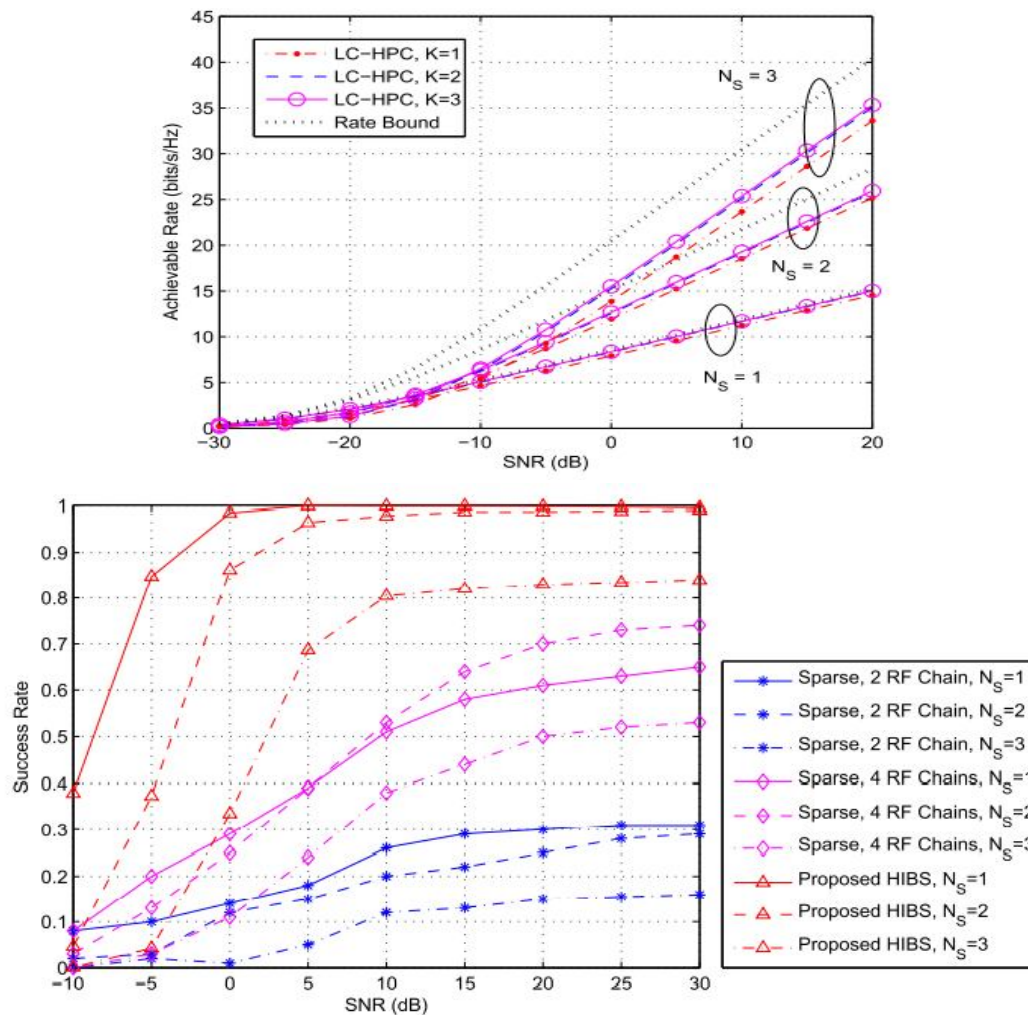 45
40
35
30
25
20
15
10
5
0
Achievable Rate (bits/s/Hz)
LC−HPC, K=1
LC−HPC, K=2
LC−HPC, K=3
Rate Bound
N_S = 3
N_S = 2
N_S = 1
−30 −20 −10 0 10 20
SNR (dB)
1
0.9
0.8
0.7
0.6
0.5
0.4
0.3
0.2
0.1
0
Success Rate
−10 −5 0 5 10 15 20 25 30
SNR (dB)
Sparse, 2 RF Chain, N_S=1
Sparse, 2 RF Chain, N_S=2
Sparse, 2 RF Chain, N_S=3
Sparse, 4 RF Chains, N_S=1
Sparse, 4 RF Chains, N_S=2
Sparse, 4 RF Chains, N_S=3
Proposed HIBS, N_S=1
Proposed HIBS, N_S=2
Proposed HIBS, N_S=3